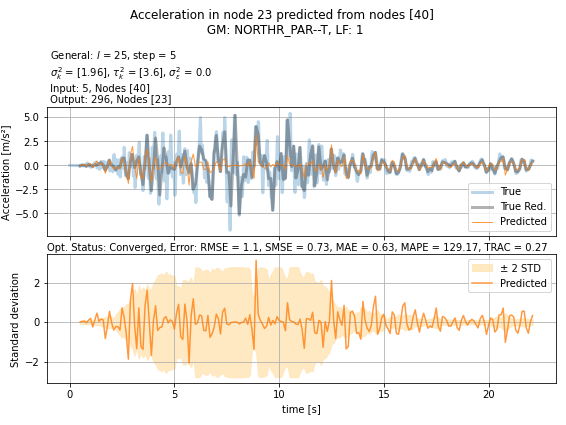 Acceleration in node 23 predicted from nodes [40]
GM: NORTHR_PAR--T, LF: 1
General: l = 25, step = 5
σ²ₖ = [1.96], τ²ₖ = [3.6], σ²ε = 0.0
Input: 5, Nodes [40]
Output: 296, Nodes [23]
Acceleration [m/s²]
5.0
2.5
0.0
−2.5
−5.0
True
True Red.
Predicted
Opt. Status: Converged, Error: RMSE = 1.1, SMSE = 0.73, MAE = 0.63, MAPE = 129.17, TRAC = 0.27
Standard deviation
2
0
−2
± 2 STD
Predicted
0 5 10 15 20
time [s]